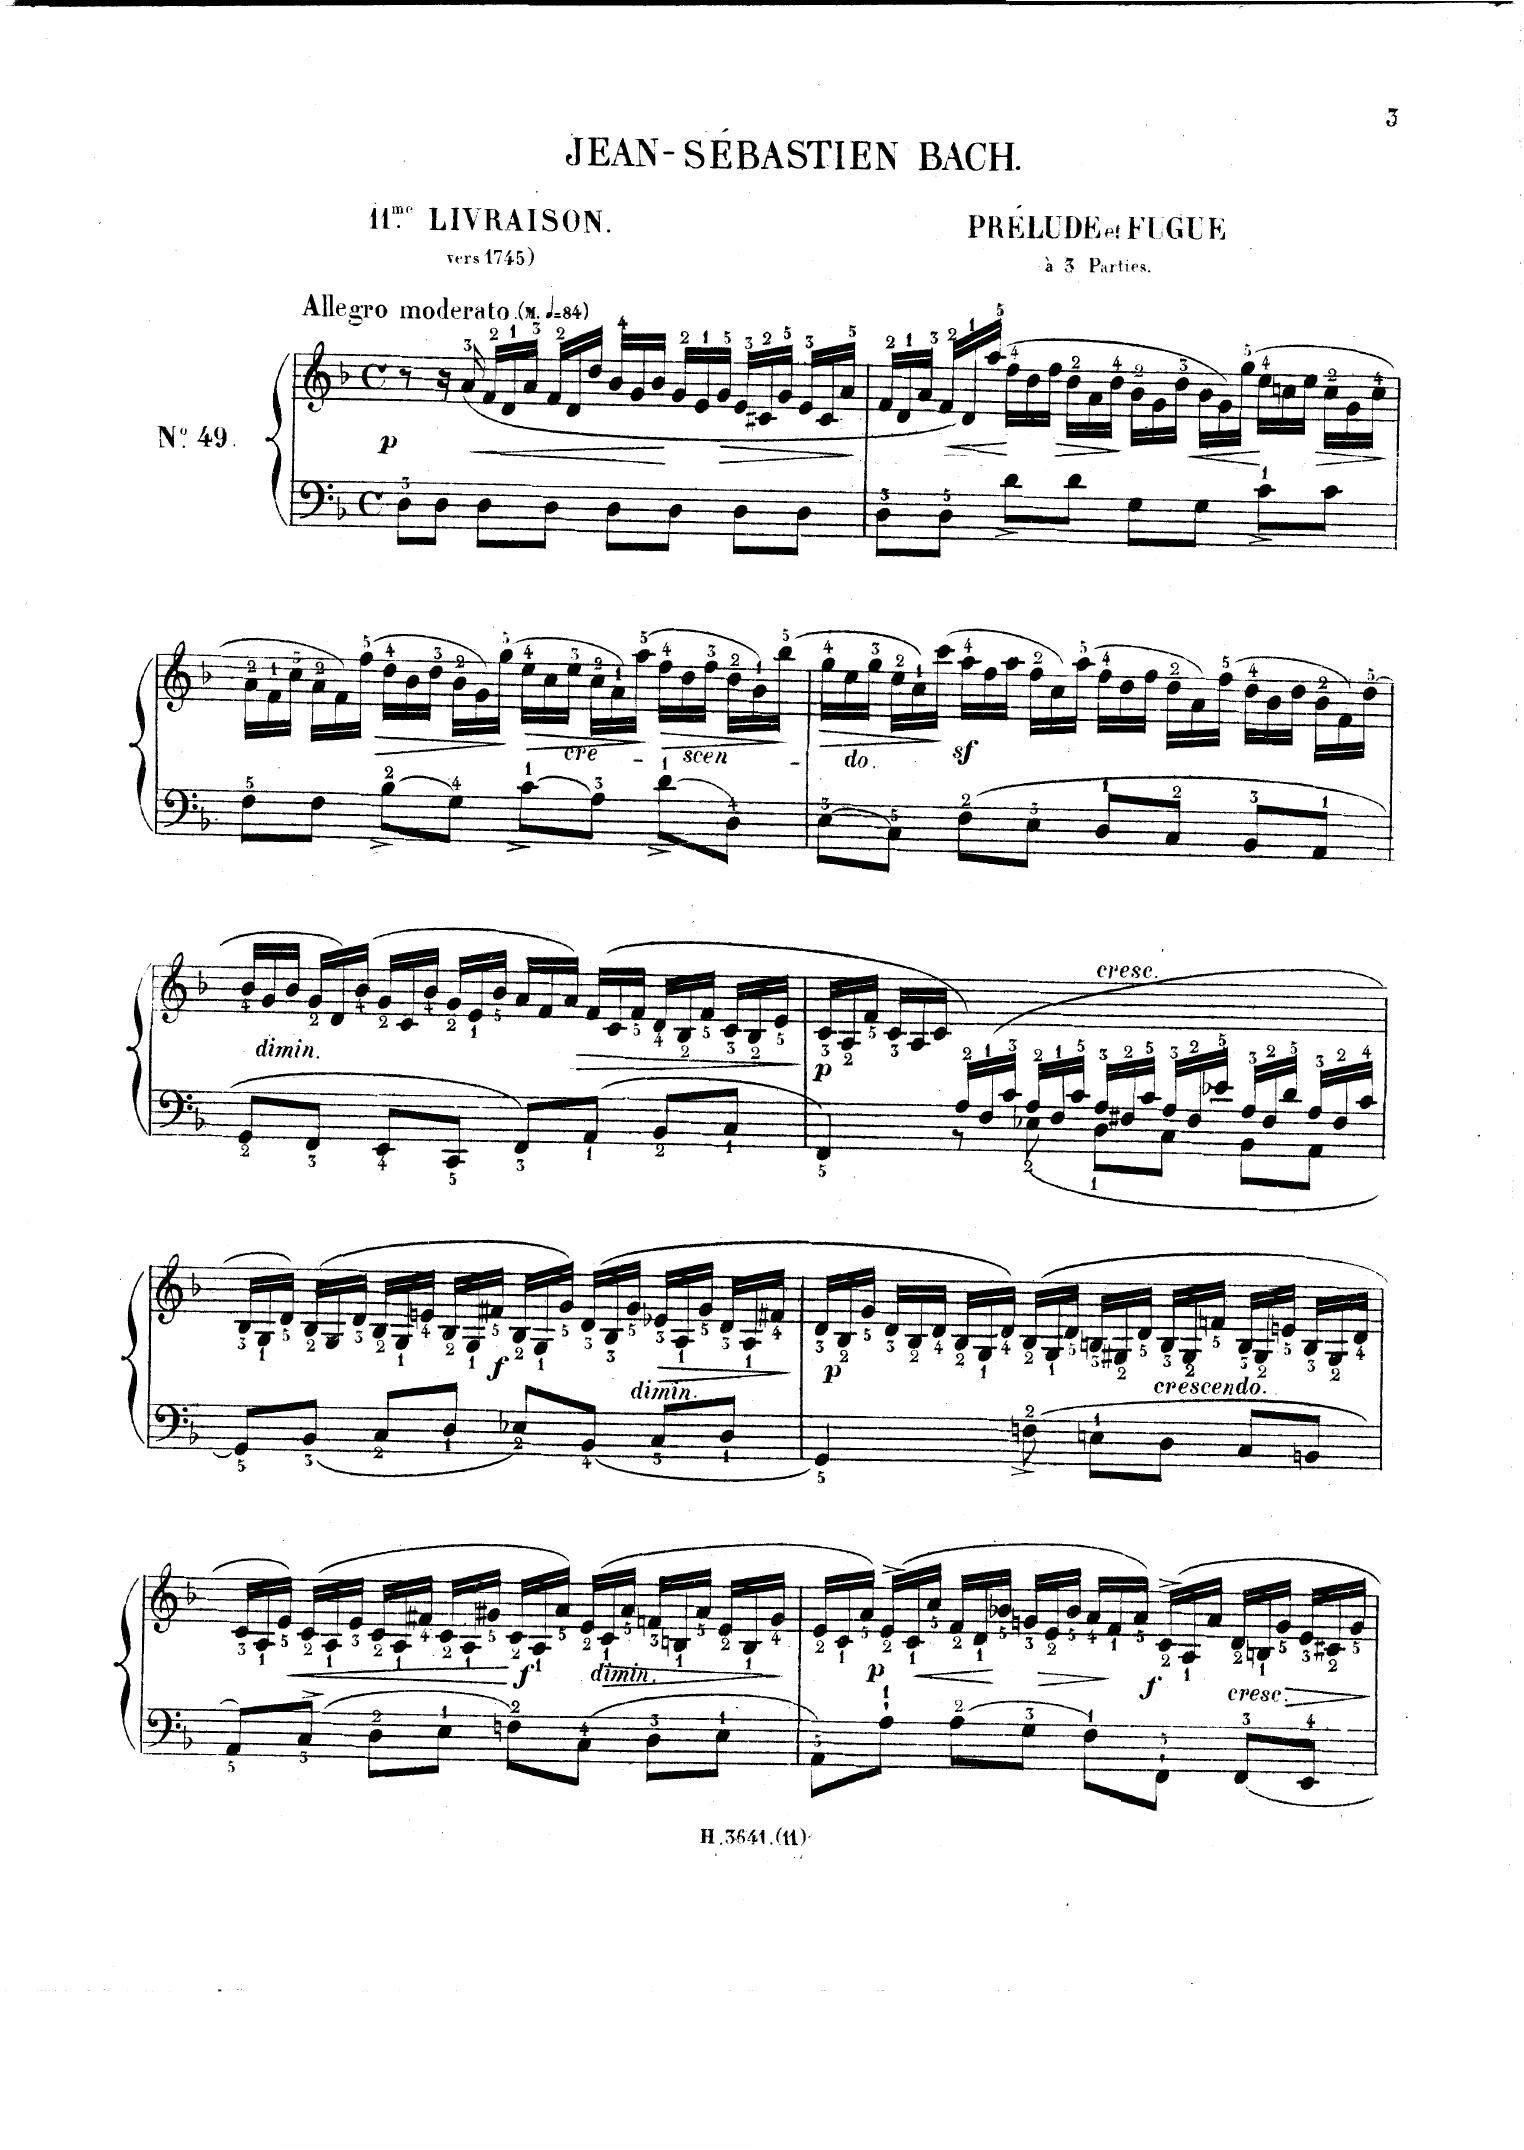 3
JEAN-SÉBASTIEN BACH.
11.me LIVRAISON.
vers 1745)
PRÉLUDE et FUGUE
à 3 Parties.
Allegro moderato.(M. ♩=84)
Nº 49.
p
cre - scen - do. sf
dimin. p cresc.
f dimin. p crescendo.
f dimin. p f cresc.
H.3641.(11)